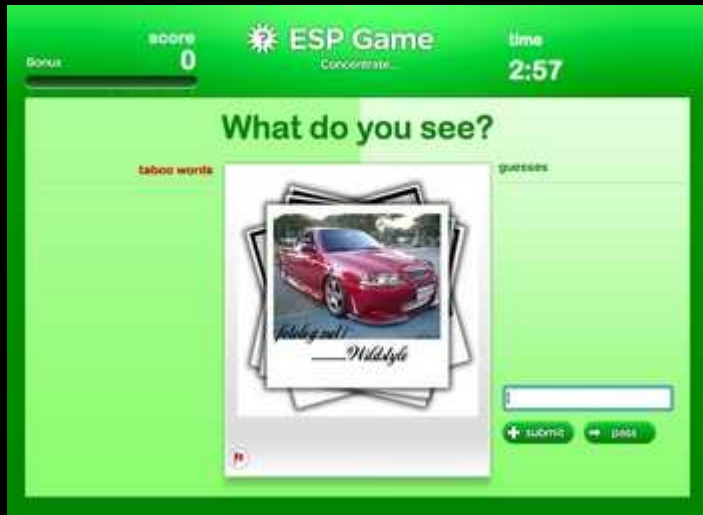 score
0
Bonus
ESP Game
Concentrate...
time
2:57
What do you see?
taboo words
guesses
fotolog.net/
____Wildstyle
submit
pass